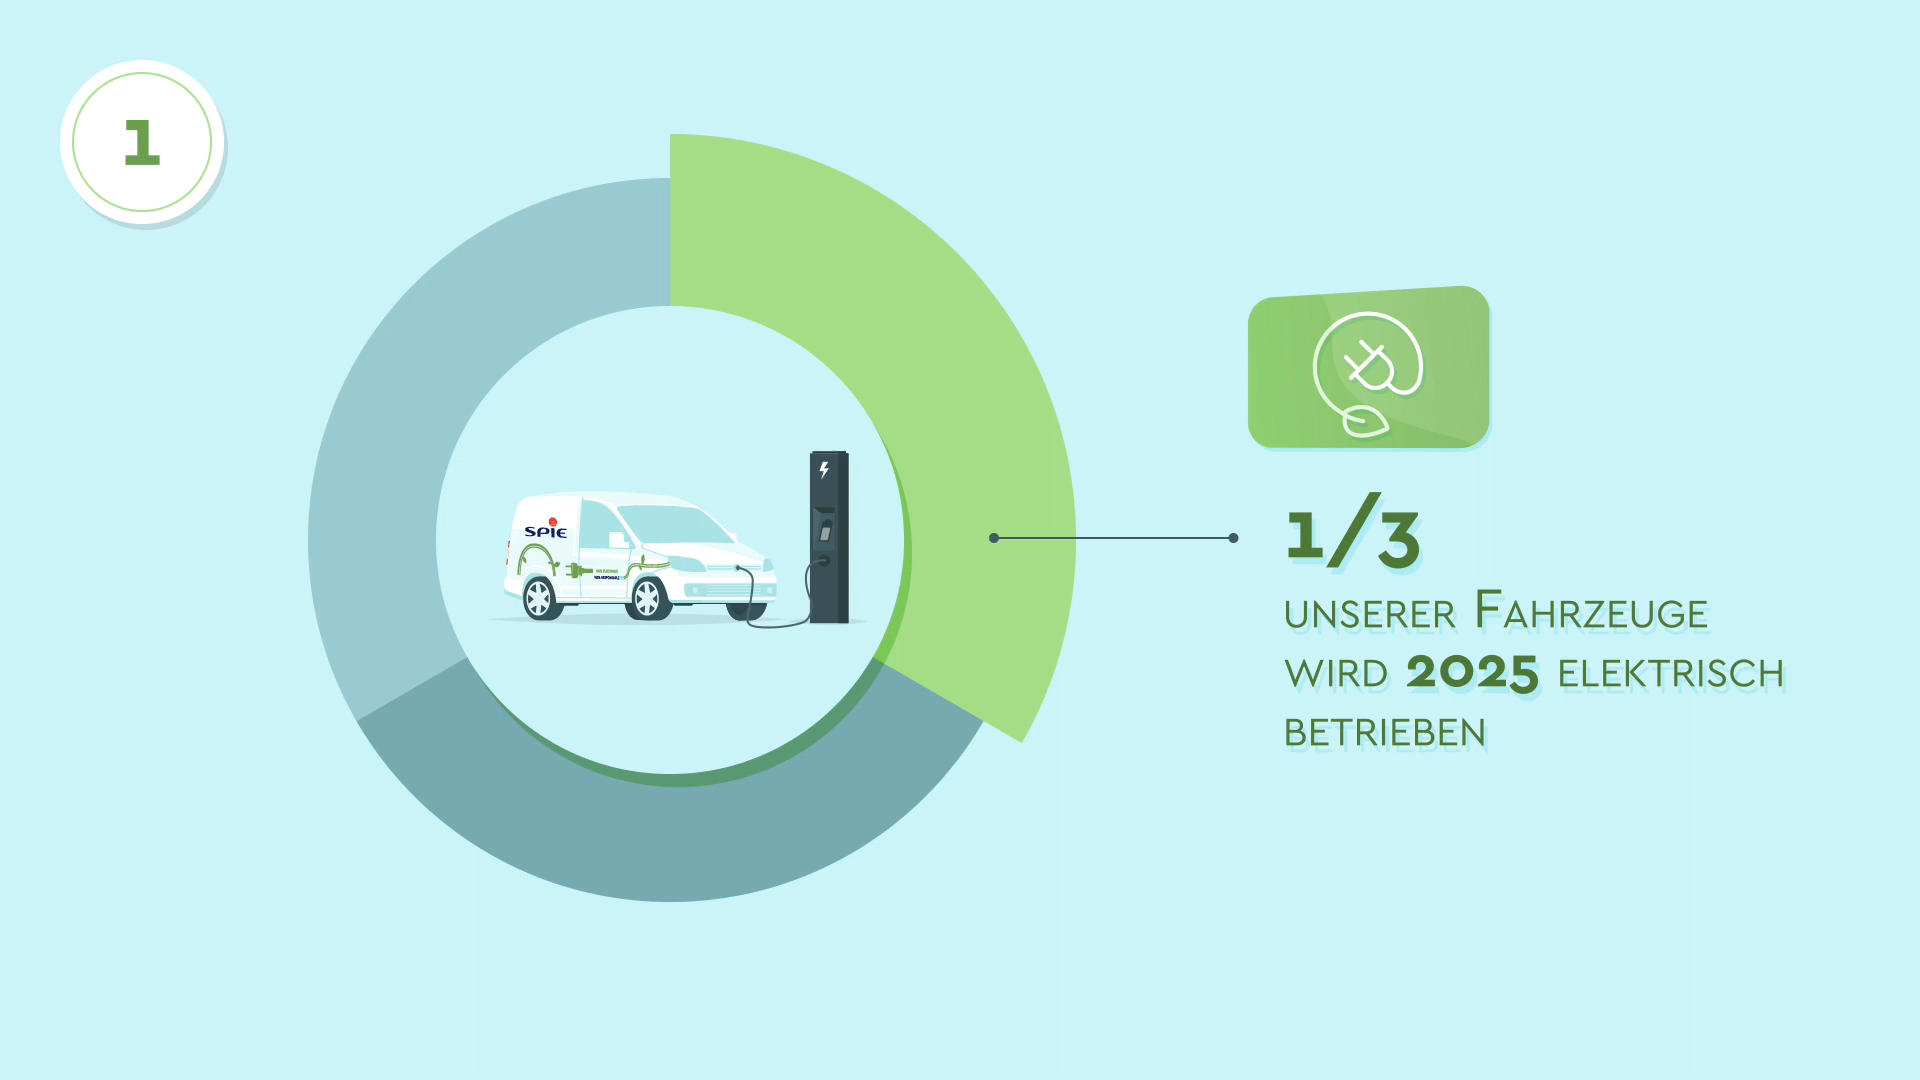 1
SPIE
1/3
UNSERER FAHRZEUGE
WIRD 2025 ELEKTRISCH
BETRIEBEN